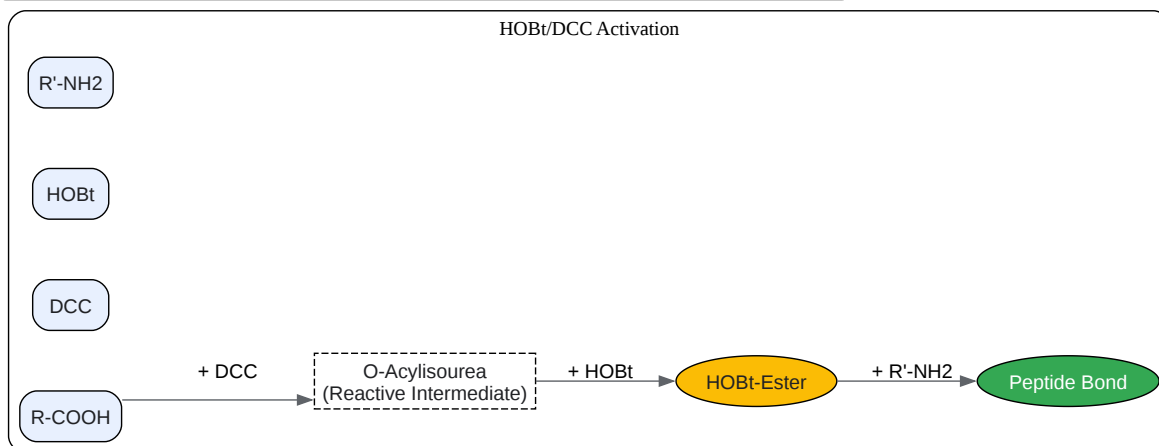 HOBt/DCC Activation
R'-NH2
HOBt
DCC
R-COOH
+ DCC
O-Acylisourea
(Reactive Intermediate)
+ HOBt
HOBt-Ester
+ R'-NH2
Peptide Bond